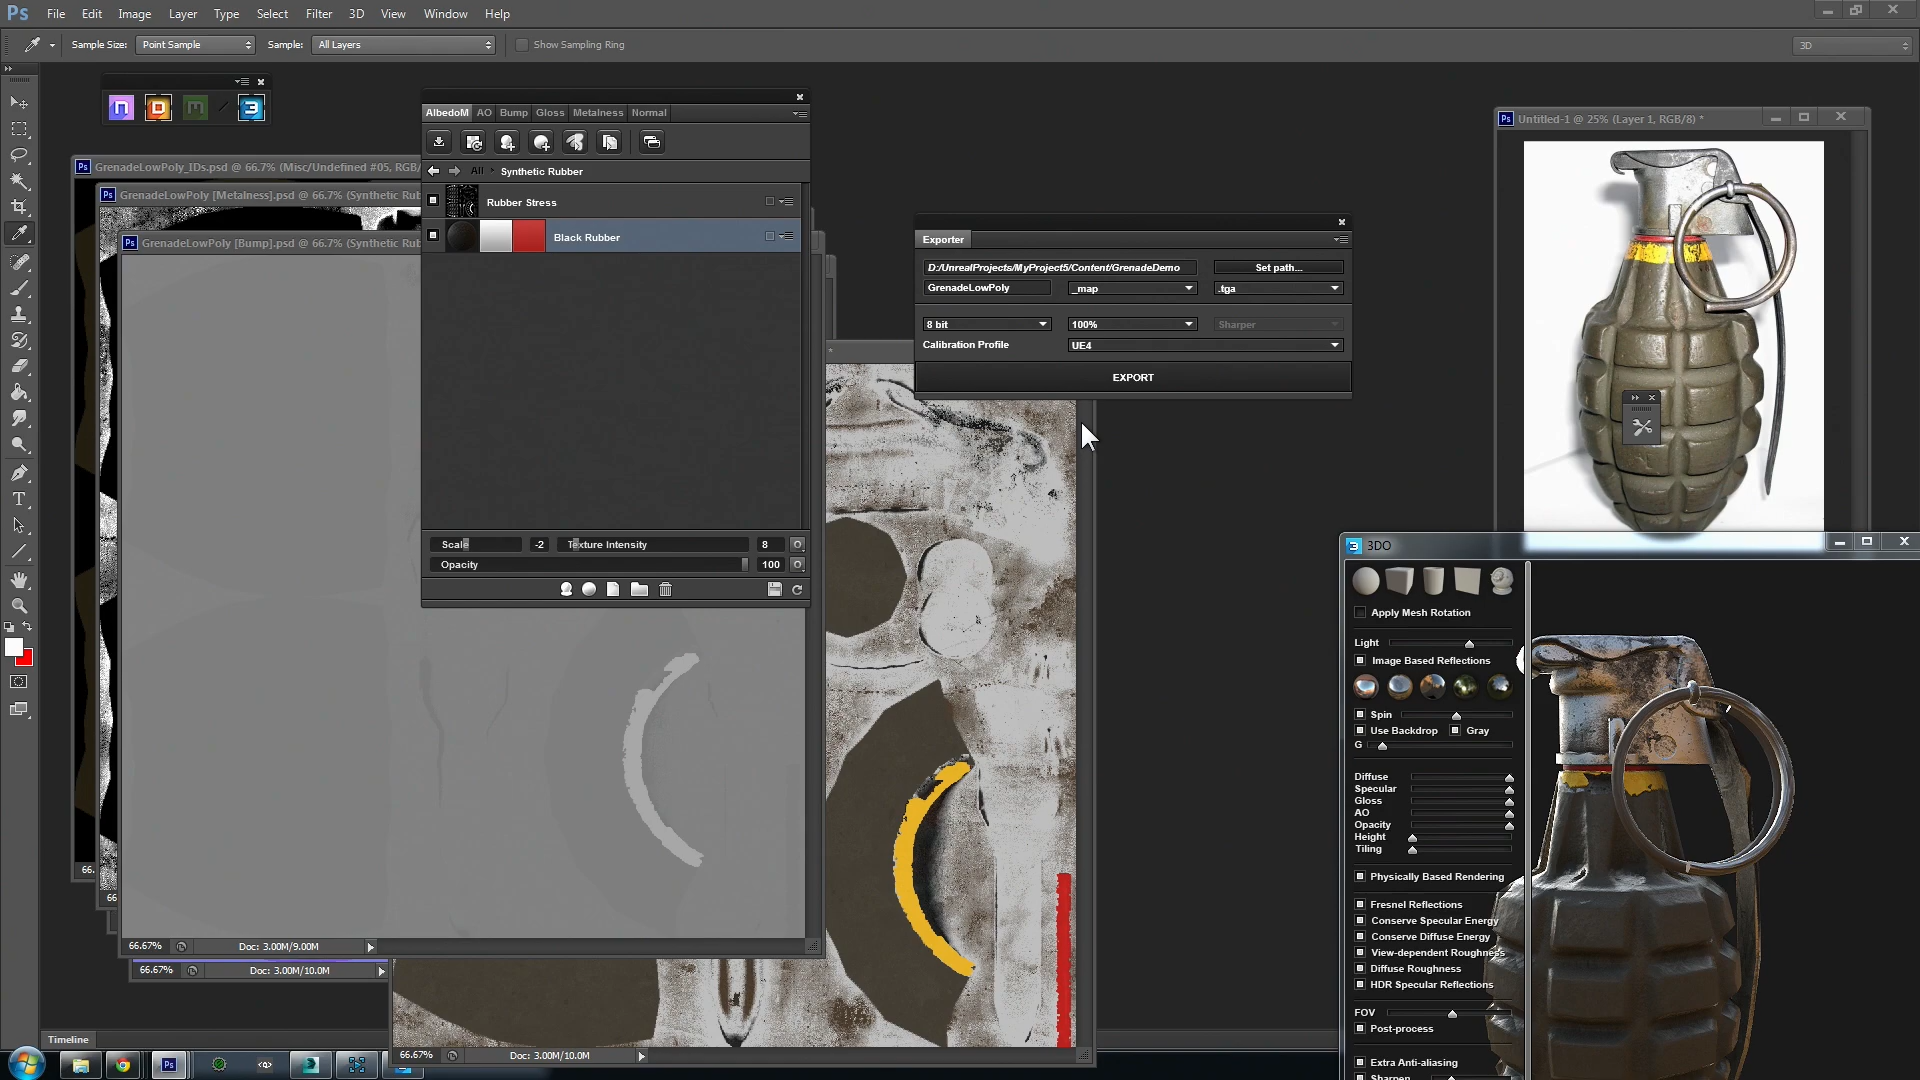 Ps File Edit Image Layer Type Select Filter 3D View Window Help
Sample Size: Point Sample Sample: All Layers Show Sampling Ring 3D
AlbedoM AO Bump Gloss Metalness Normal
All Synthetic Rubber
Rubber Stress
Black Rubber
Scale -2 Texture Intensity 8
Opacity 100
Ps GrenadeLowPoly_IDs.psd @ 66.7% (Misc/Undefined #05, RGB/
Ps GrenadeLowPoly [Metalness].psd @ 66.7% (Synthetic Rub
Ps GrenadeLowPoly [Bump].psd @ 66.7% (Synthetic Rub
Exporter
D:/UnrealProjects/MyProject5/Content/GrenadeDemo Set path...
GrenadeLowPoly _map .tga
8 bit 100% Sharper
Calibration Profile UE4
EXPORT
Ps Untitled-1 @ 25% (Layer 1, RGB/8) *
3 3DO
Apply Mesh Rotation
Light
Image Based Reflections
Spin
Use Backdrop Gray
G
Diffuse
Specular
Gloss
AO
Opacity
Height
Tiling
Physically Based Rendering
Fresnel Reflections
Conserve Specular Energy
Conserve Diffuse Energy
View-dependent Roughness
Diffuse Roughness
HDR Specular Reflections
FOV
Post-process
Extra Anti-aliasing
Sharpen
66.
66
66.67% Doc: 3.00M/9.00M
66.67% Doc: 3.00M/10.0M
66.67% Doc: 3.00M/10.0M
Timeline
Ps